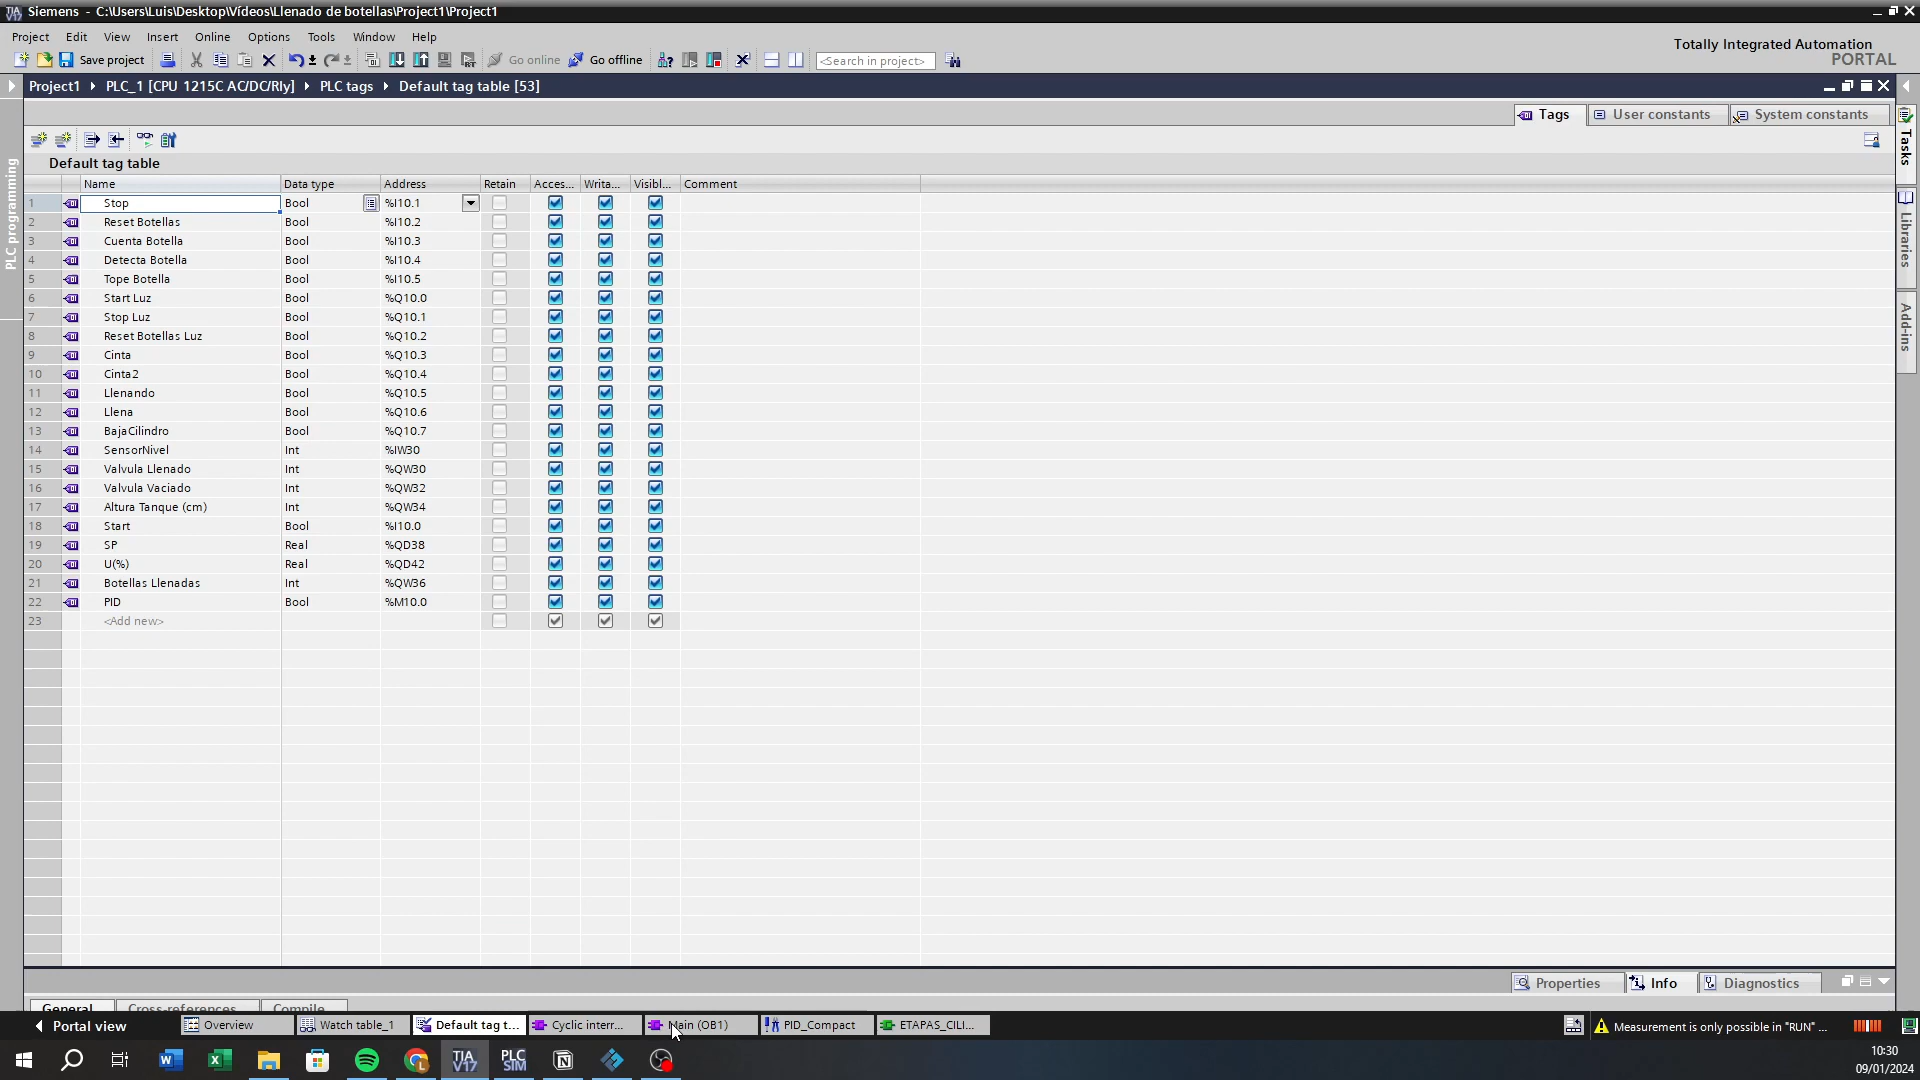 Siemens - C:\Users\Luis\Desktop\Vídeos\Llenado de botellas\Project1\Project1
Project Edit View Insert Online Options Tools Window Help
Totally Integrated Automation
PORTAL
Save project Go online Go offline <Search in project>
Project1 PLC_1 [CPU 1215C AC/DC/Rly] PLC tags Default tag table [53]
Tags User constants System constants
Default tag table
Name Data type Address Retain Acces... Writa... Visibl... Comment
1 Stop Bool %I10.1
2 Reset Botellas Bool %I10.2
3 Cuenta Botella Bool %I10.3
4 Detecta Botella Bool %I10.4
5 Tope Botella Bool %I10.5
6 Start Luz Bool %Q10.0
7 Stop Luz Bool %Q10.1
8 Reset Botellas Luz Bool %Q10.2
9 Cinta Bool %Q10.3
10 Cinta2 Bool %Q10.4
11 Llenando Bool %Q10.5
12 Llena Bool %Q10.6
13 BajaCilindro Bool %Q10.7
14 SensorNivel Int %IW30
15 Valvula Llenado Int %QW30
16 Valvula Vaciado Int %QW32
17 Altura Tanque (cm) Int %QW34
18 Start Bool %I10.0
19 SP Real %QD38
20 U(%) Real %QD42
21 Botellas Llenadas Int %QW36
22 PID Bool %M10.0
23 <Add new>
PLC programming
Tasks
Libraries
Add-ins
Properties Info Diagnostics
General Cross-references Compile
Portal view Overview Watch table_1 Default tag t... Cyclic interr... Main (OB1) PID_Compact ETAPAS_CILI... Measurement is only possible in "RUN" ...
TIA V17 PLC SIM
10:30
09/01/2024